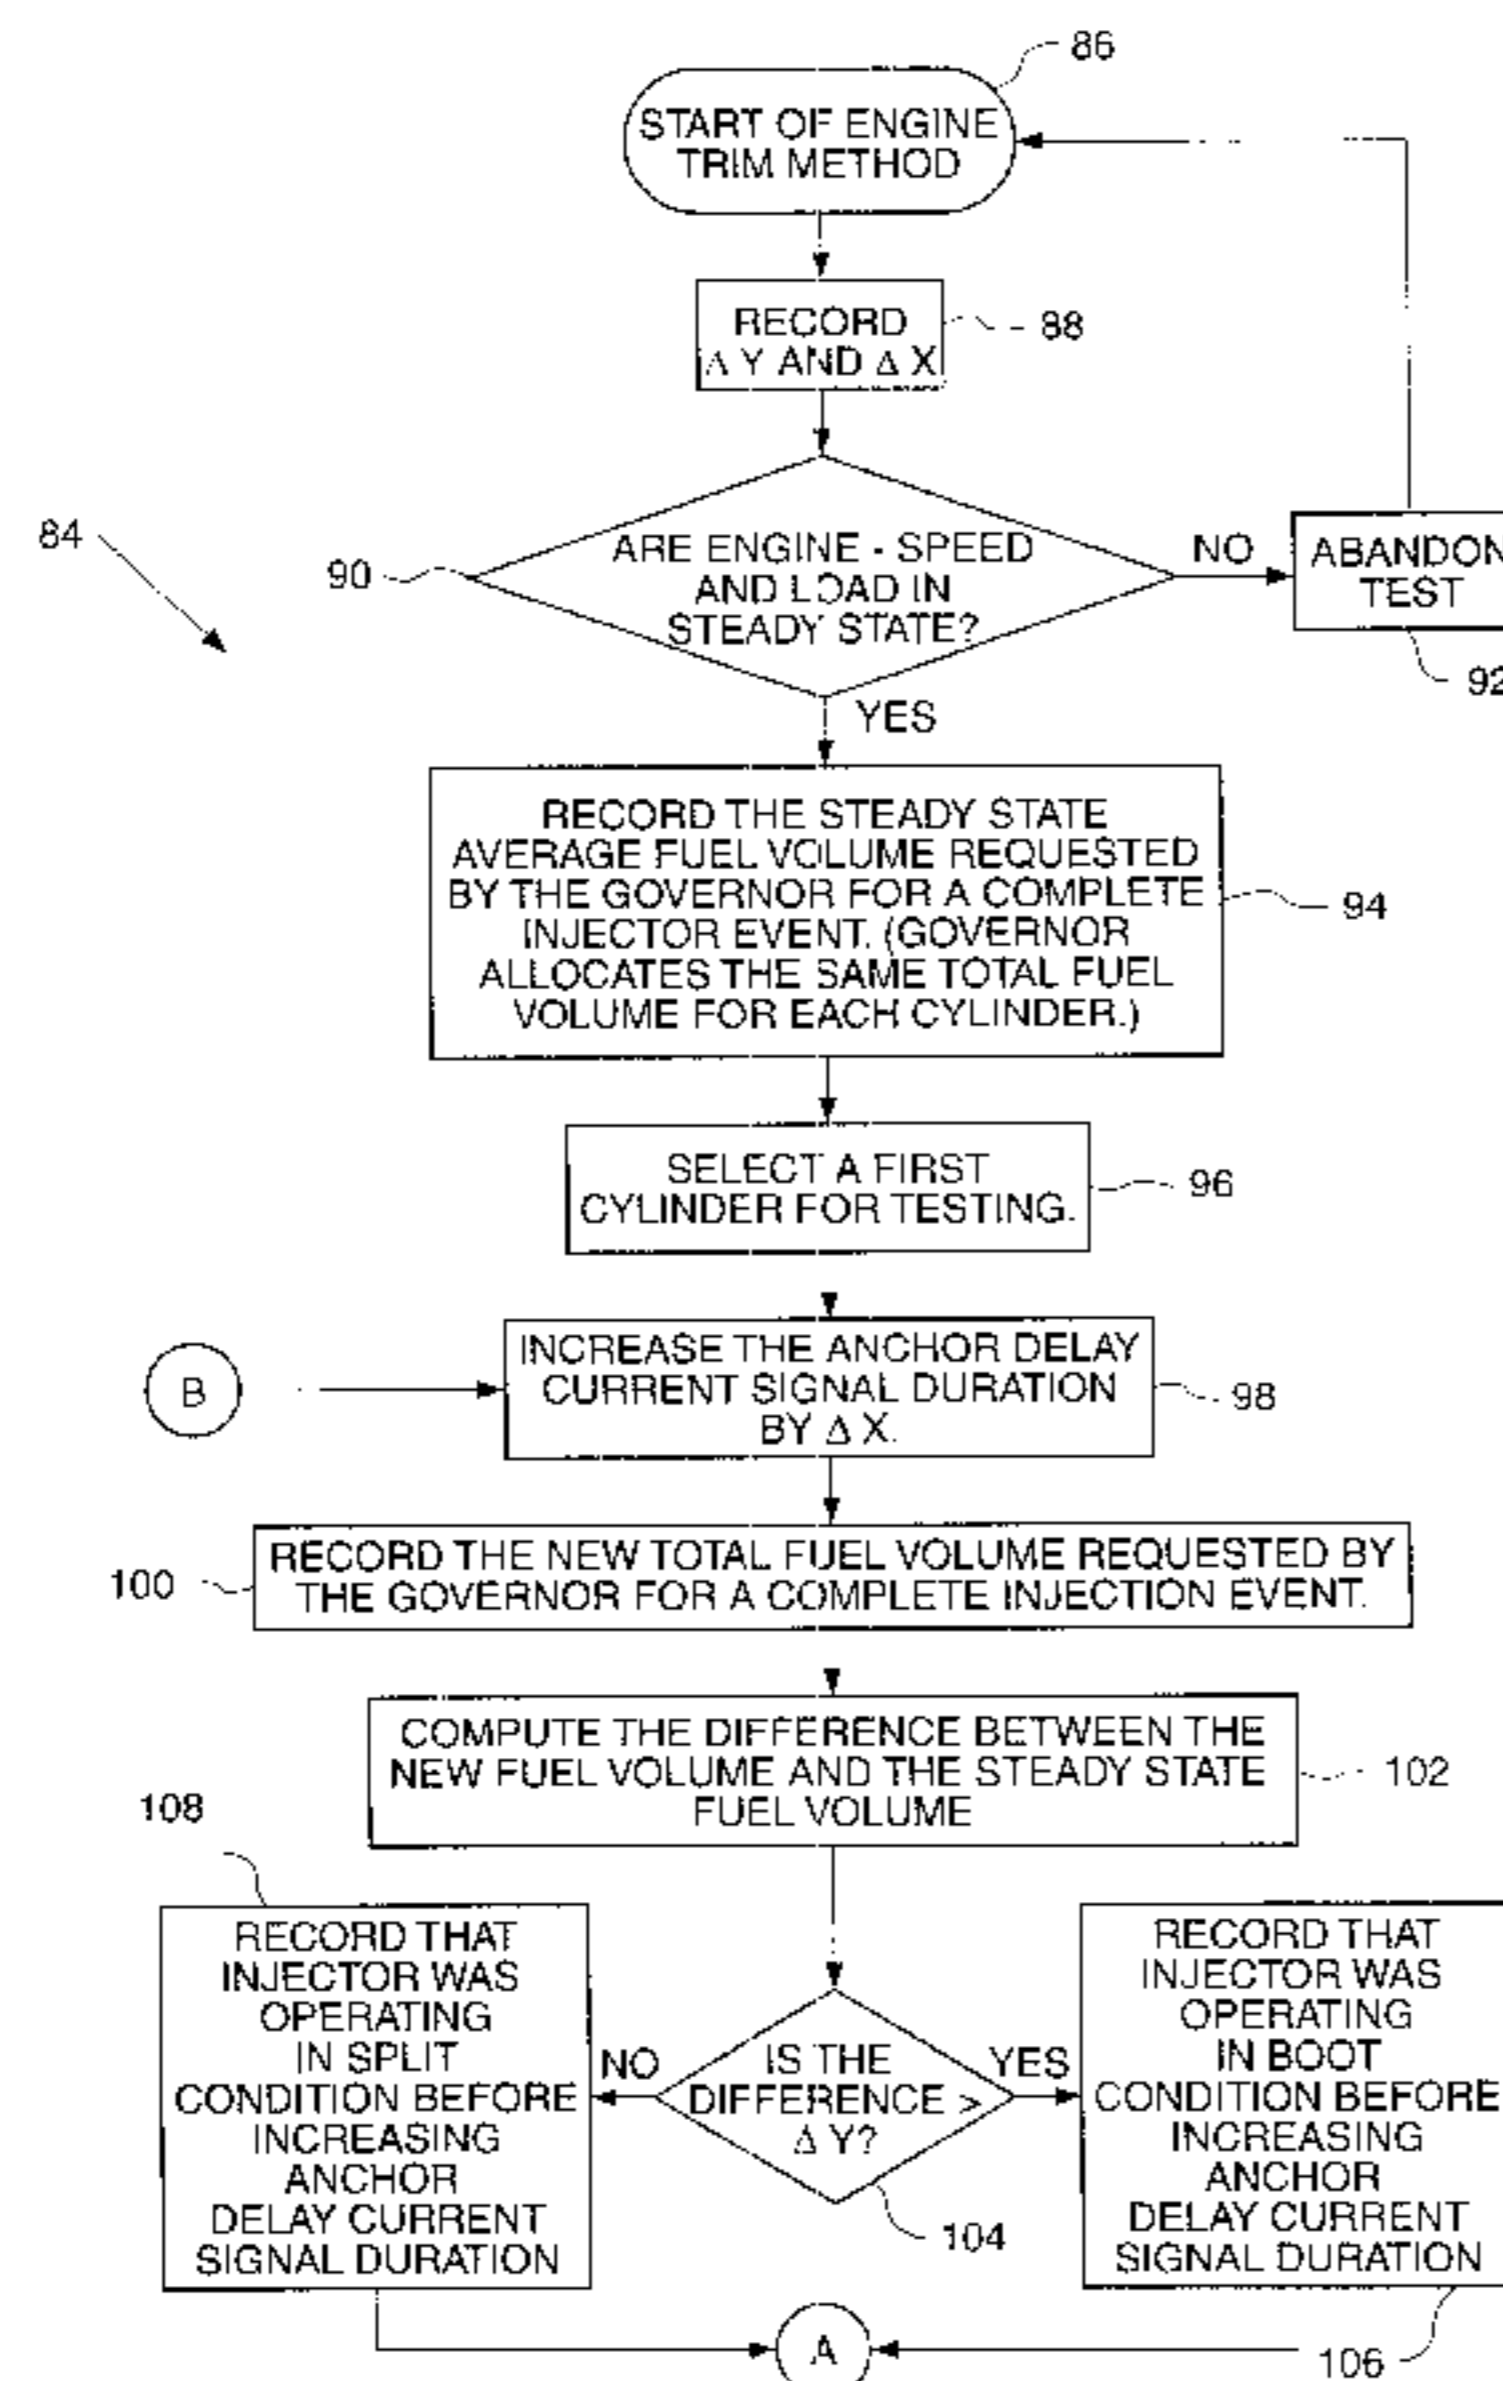 86
START OF ENGINE
TRIM METHOD
RECORD
Δ Y AND Δ X
88
84
90
ARE ENGINE - SPEED
AND LOAD IN
STEADY STATE?
NO
ABANDON
TEST
92
YES
RECORD THE STEADY STATE
AVERAGE FUEL VOLUME REQUESTED
BY THE GOVERNOR FOR A COMPLETE
INJECTOR EVENT. (GOVERNOR
ALLOCATES THE SAME TOTAL FUEL
VOLUME FOR EACH CYLINDER.)
94
SELECT A FIRST
CYLINDER FOR TESTING.
96
B
INCREASE THE ANCHOR DELAY
CURRENT SIGNAL DURATION
BY Δ X.
98
100
RECORD THE NEW TOTAL FUEL VOLUME REQUESTED BY
THE GOVERNOR FOR A COMPLETE INJECTION EVENT.
COMPUTE THE DIFFERENCE BETWEEN THE
NEW FUEL VOLUME AND THE STEADY STATE
FUEL VOLUME
102
108
RECORD THAT
INJECTOR WAS
OPERATING
IN SPLIT
CONDITION BEFORE
INCREASING
ANCHOR
DELAY CURRENT
SIGNAL DURATION
NO
IS THE
DIFFERENCE >
Δ Y?
YES
104
RECORD THAT
INJECTOR WAS
OPERATING
IN BOOT
CONDITION BEFORE
INCREASING
ANCHOR
DELAY CURRENT
SIGNAL DURATION
A
106